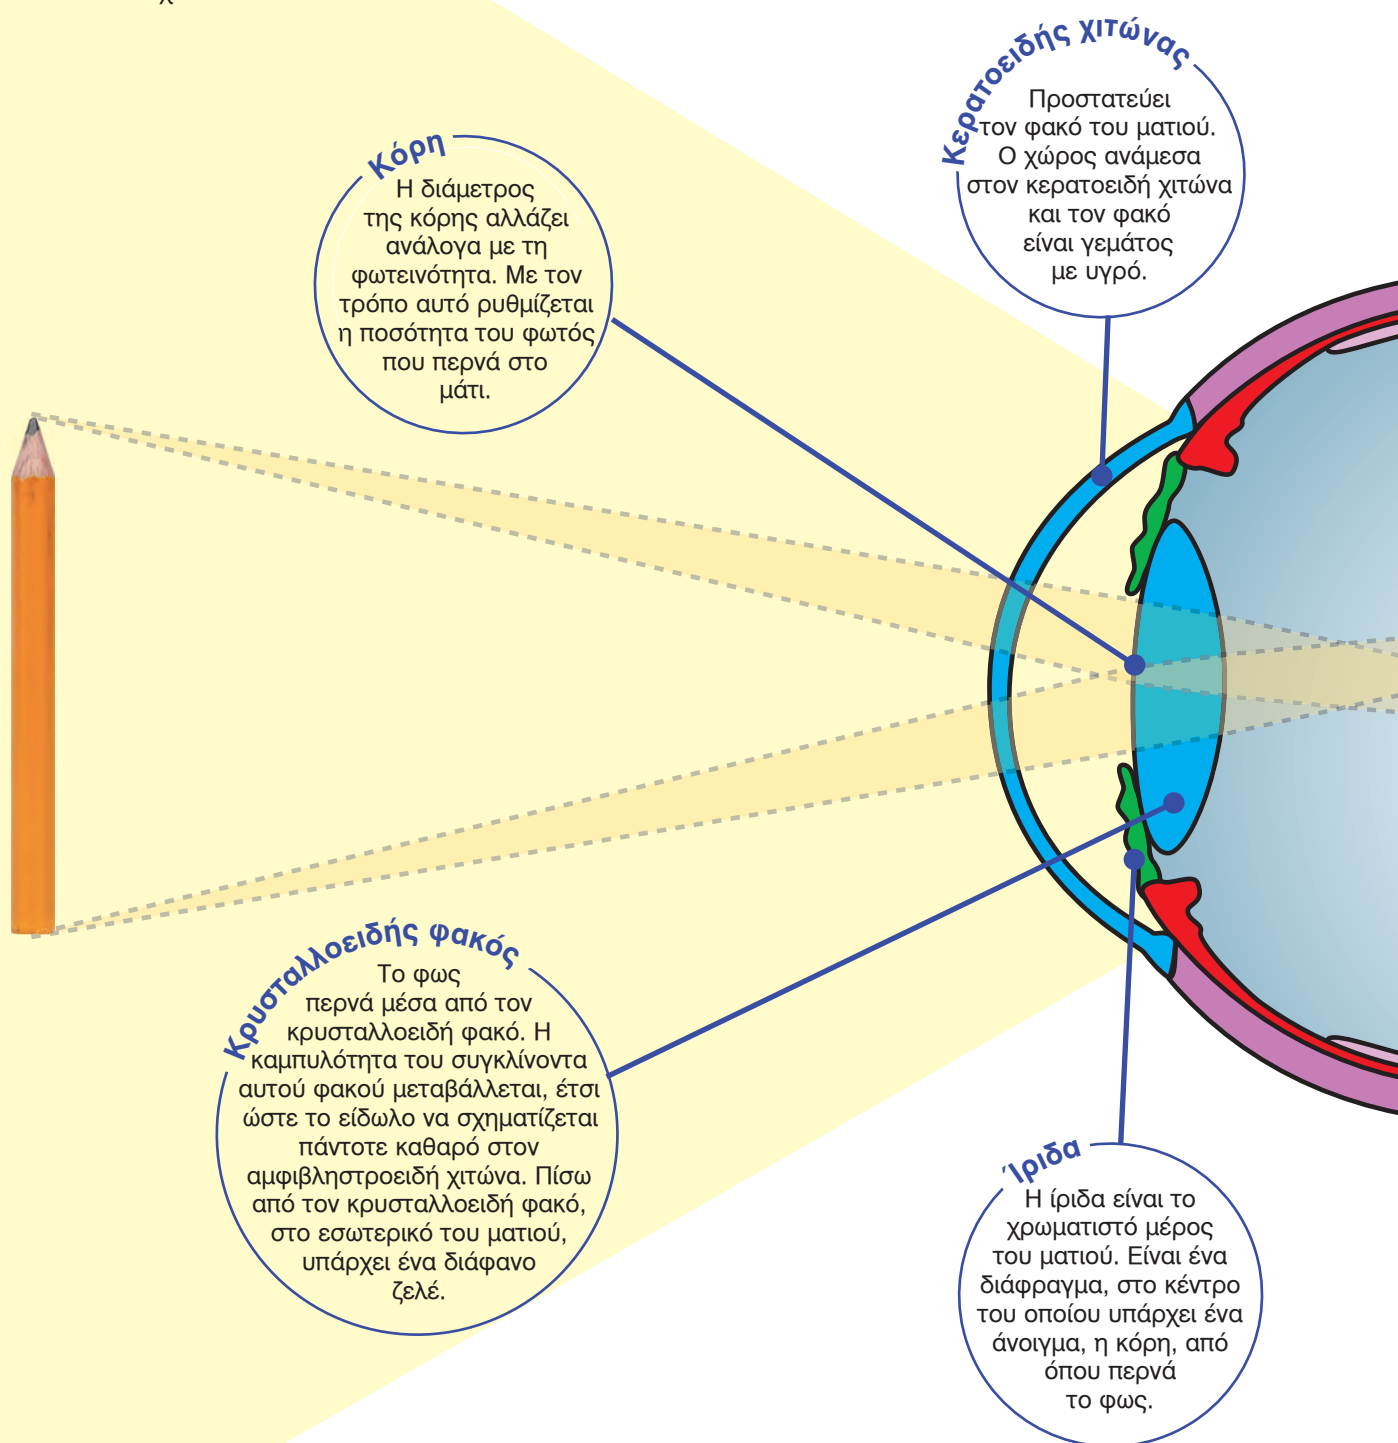 Κερατοειδής χιτώνας
Προστατεύει
τον φακό του ματιού.
Ο χώρος ανάμεσα
στον κερατοειδή χιτώνα
και τον φακό
είναι γεμάτος
με υγρό.
Κόρη
Η διάμετρος
της κόρης αλλάζει
ανάλογα με τη
φωτεινότητα. Με τον
τρόπο αυτό ρυθμίζεται
η ποσότητα του φωτός
που περνά στο
μάτι.
Κρυσταλλοειδής φακός
Το φως
περνά μέσα από τον
κρυσταλλοειδή φακό. Η
καμπυλότητα του συγκλίνοντα
αυτού φακού μεταβάλλεται, έτσι
ώστε το είδωλο να σχηματίζεται
πάντοτε καθαρό στον
αμφιβληστροειδή χιτώνα. Πίσω
από τον κρυσταλλοειδή φακό,
στο εσωτερικό του ματιού,
υπάρχει ένα διάφανο
ζελέ.
Ίριδα
Η ίριδα είναι το
χρωματιστό μέρος
του ματιού. Είναι ένα
διάφραγμα, στο κέντρο
του οποίου υπάρχει ένα
άνοιγμα, η κόρη, από
όπου περνά
το φως.